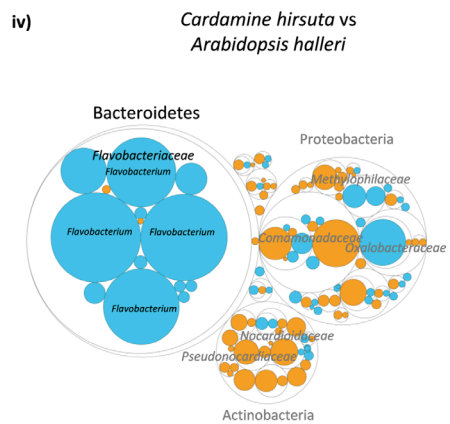 iv)
Cardamine hirsuta vs
Arabidopsis halleri
Bacteroidetes
Proteobacteria
Flavobacteriaceae
Flavobacterium
Methylophilaceae
Flavobacterium
Flavobacterium
Comamonadaceae
Oxalobacteraceae
Flavobacterium
Nocardioidaceae
Pseudonocardiaceae
Actinobacteria